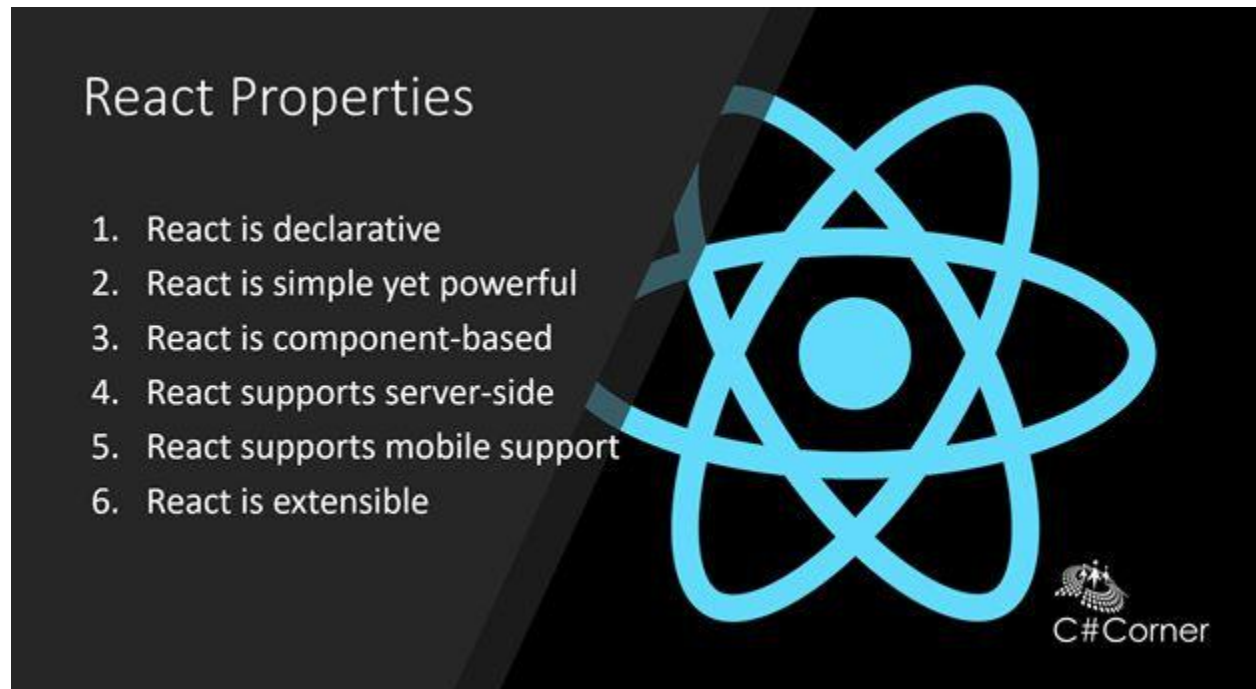 React Properties
1. React is declarative
2. React is simple yet powerful
3. React is component-based
4. React supports server-side
5. React supports mobile support
6. React is extensible
C#Corner